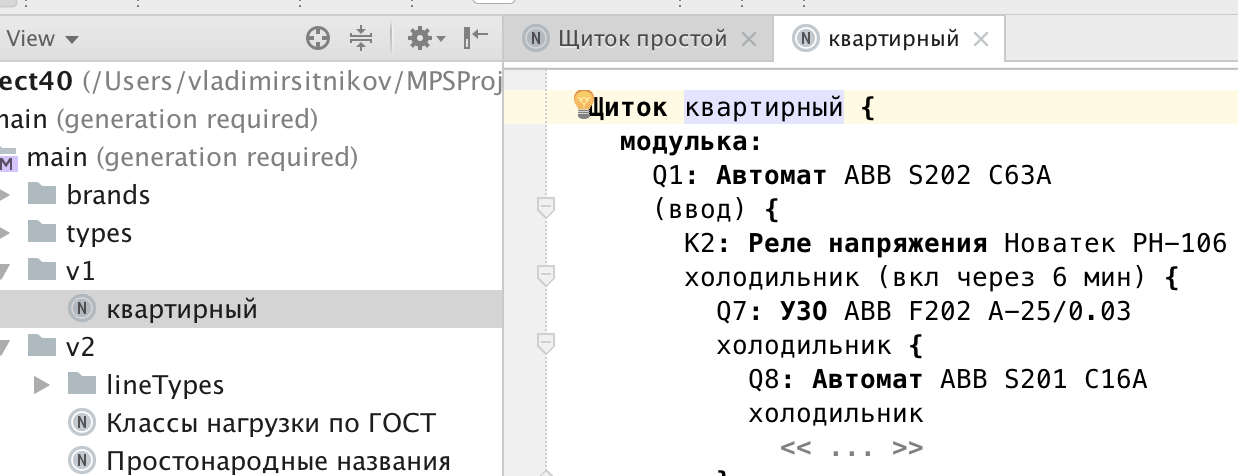 View
Щиток простой
квартирный
ect40 (/Users/vladimirsitnikov/MPSProj
main (generation required)
M main (generation required)
brands
types
v1
N квартирный
v2
lineTypes
N Классы нагрузки по ГОСТ
N Простонародные названия
Щиток квартирный {
модулька:
Q1: Автомат ABB S202 C63A
(ввод) {
K2: Реле напряжения Новатек РН-106
холодильник (вкл через 6 мин) {
Q7: УЗО ABB F202 A-25/0.03
холодильник {
Q8: Автомат ABB S201 C16A
холодильник
<< ... >>